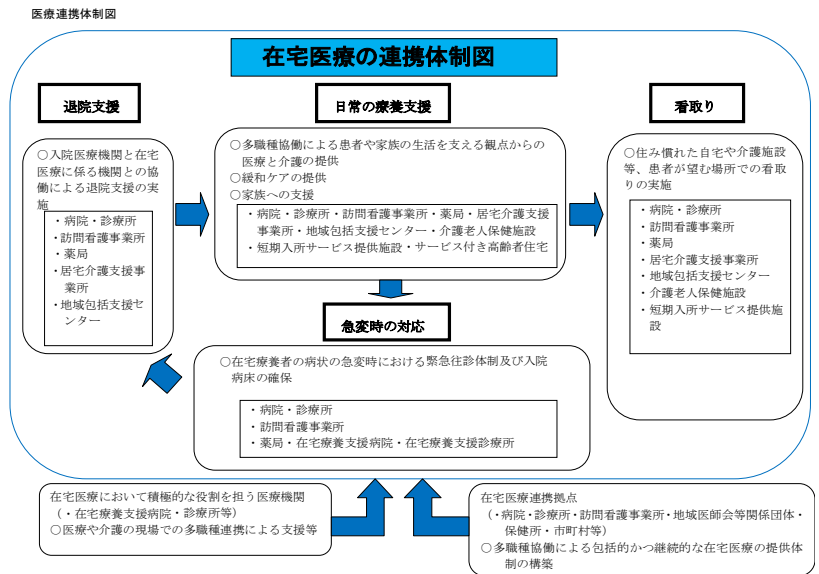 医療連携体制図
在宅医療の連携体制図
退院支援
○入院医療機関と在宅
医療に係る機関との協
働による退院支援の実
施
・病院・診療所
・訪問看護事業所
・薬局
・居宅介護支援事
業所
・地域包括支援セ
ンター
日常の療養支援
○多職種協働による患者や家族の生活を支える観点からの
医療と介護の提供
○緩和ケアの提供
○家族への支援
・病院・診療所・訪問看護事業所・薬局・居宅介護支援
事業所・地域包括支援センター・介護老人保健施設
・短期入所サービス提供施設・サービス付き高齢者住宅
看取り
○住み慣れた自宅や介護施設
等、患者が望む場所での看取
りの実施
・病院・診療所
・訪問看護事業所
・薬局
・居宅介護支援事業所
・地域包括支援センター
・介護老人保健施設
・短期入所サービス提供施
設
急変時の対応
○在宅療養者の病状の急変時における緊急往診体制及び入院
病床の確保
・病院・診療所
・訪問看護事業所
・薬局・在宅療養支援病院・在宅療養支援診療所
在宅医療において積極的な役割を担う医療機関
（・在宅療養支援病院・診療所等）
○医療や介護の現場での多職種連携による支援等
在宅医療連携拠点
（・病院・診療所・訪問看護事業所・地域医師会等関係団体・
保健所・市町村等）
○多職種協働による包括的かつ継続的な在宅医療の提供体
制の構築